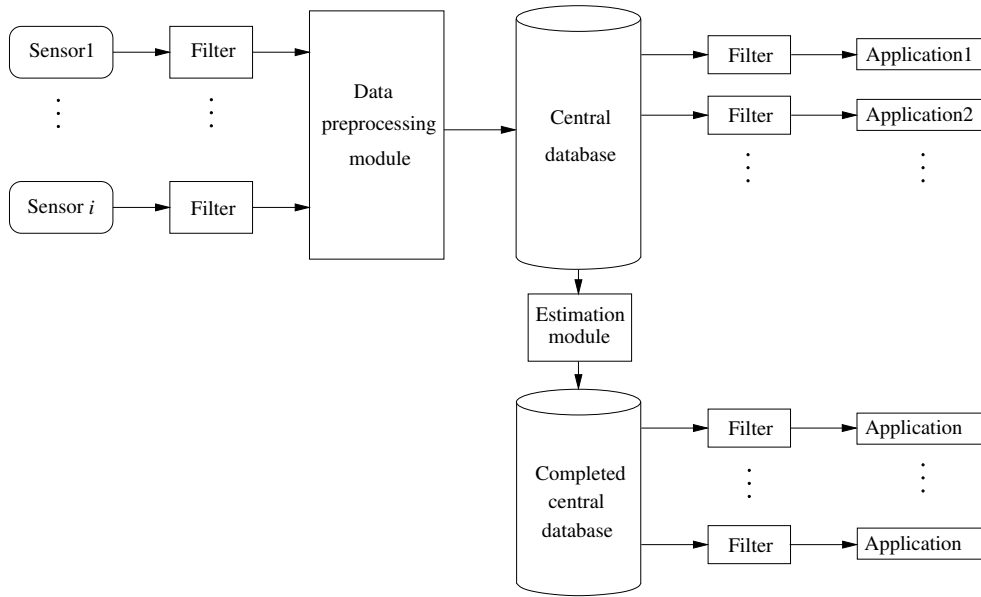 Sensor1
Filter
Data
preprocessing
module
Central
database
Filter
Application1
Filter
Application2
Sensor i
Filter
Estimation
module
Completed
central
database
Filter
Application
Filter
Application